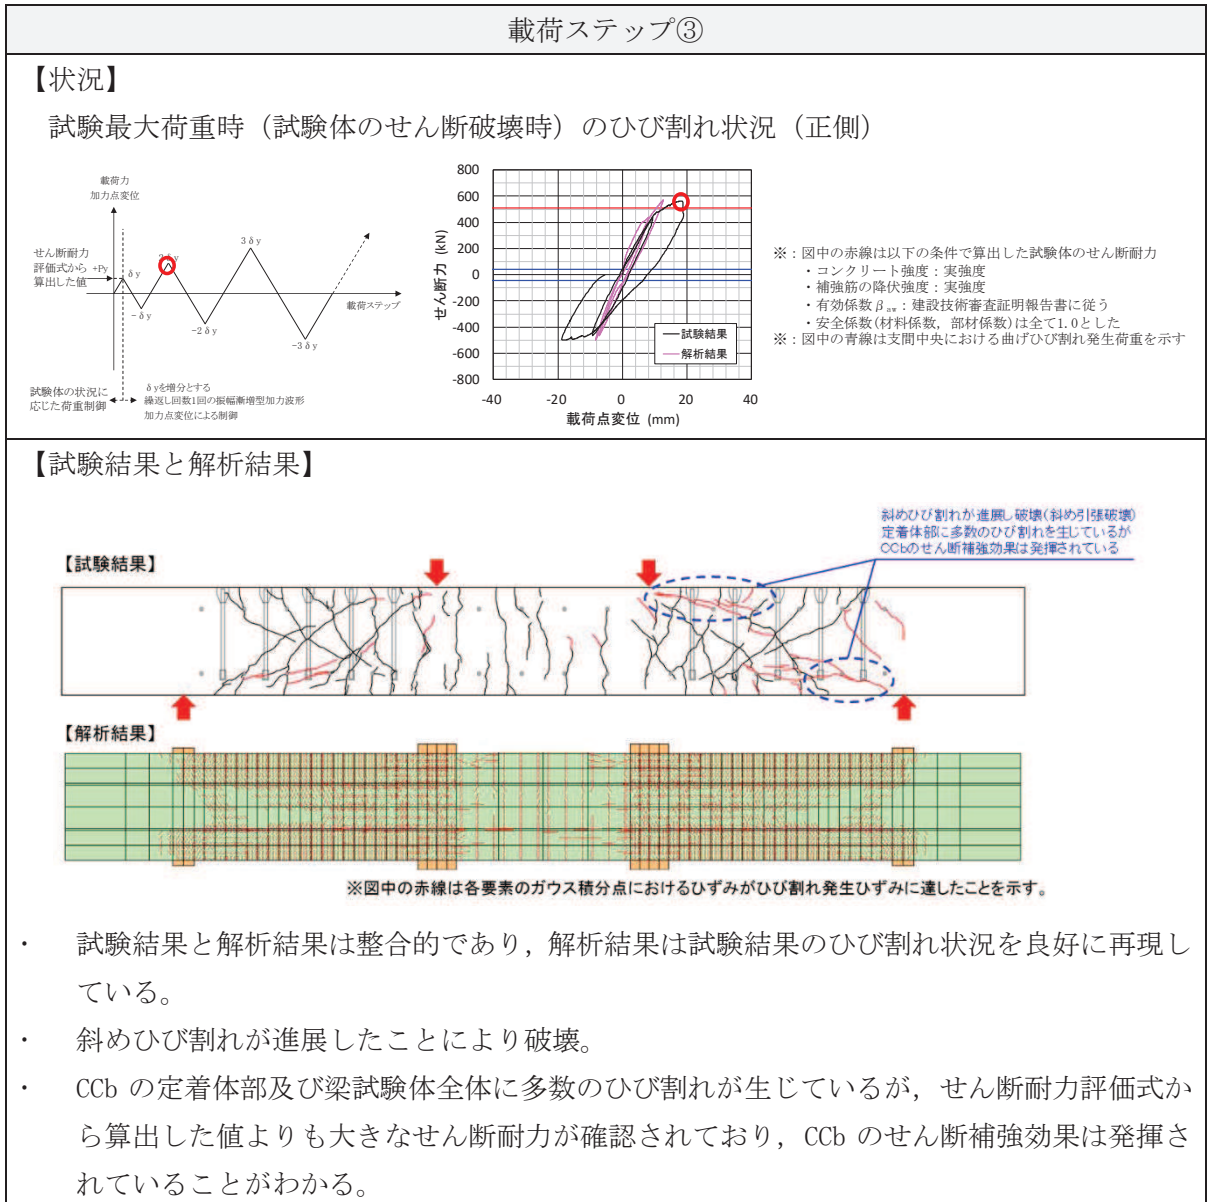 載荷ステップ③
【状況】
試験最大荷重時（試験体のせん断破壊時）のひび割れ状況（正側）
載荷力
加力点変位
せん断耐力
評価式から
算出した値
+Py
δy
2δy
3δy
-δy
-2δy
-3δy
載荷ステップ
試験体の状況に
応じた荷重制御
δyを増分とする
繰返し回数1回の振幅漸増型加力波形
加力点変位による制御
せん断力 (kN)
800
600
400
200
0
-200
-400
-600
-800
-40
-20
0
20
40
載荷点変位 (mm)
試験結果
解析結果
※：図中の赤線は以下の条件で算出した試験体のせん断耐力
・コンクリート強度：実強度
・補強筋の降伏強度：実強度
・有効係数βaw：建設技術審査証明報告書に従う
・安全係数(材料係数，部材係数)は全て1.0とした
※：図中の青線は支間中央における曲げひび割れ発生荷重を示す
【試験結果と解析結果】
斜めひび割れが進展し破壊(斜め引張破壊)
定着体部に多数のひび割れを生じているが
CCbのせん断補強効果は発揮されている
【試験結果】
【解析結果】
※図中の赤線は各要素のガウス積分点におけるひずみがひび割れ発生ひずみに達したことを示す。
・ 試験結果と解析結果は整合的であり，解析結果は試験結果のひび割れ状況を良好に再現し
ている。
・ 斜めひび割れが進展したことにより破壊。
・ CCb の定着体部及び梁試験体全体に多数のひび割れが生じているが，せん断耐力評価式か
ら算出した値よりも大きなせん断耐力が確認されており，CCb のせん断補強効果は発揮さ
れていることがわかる。